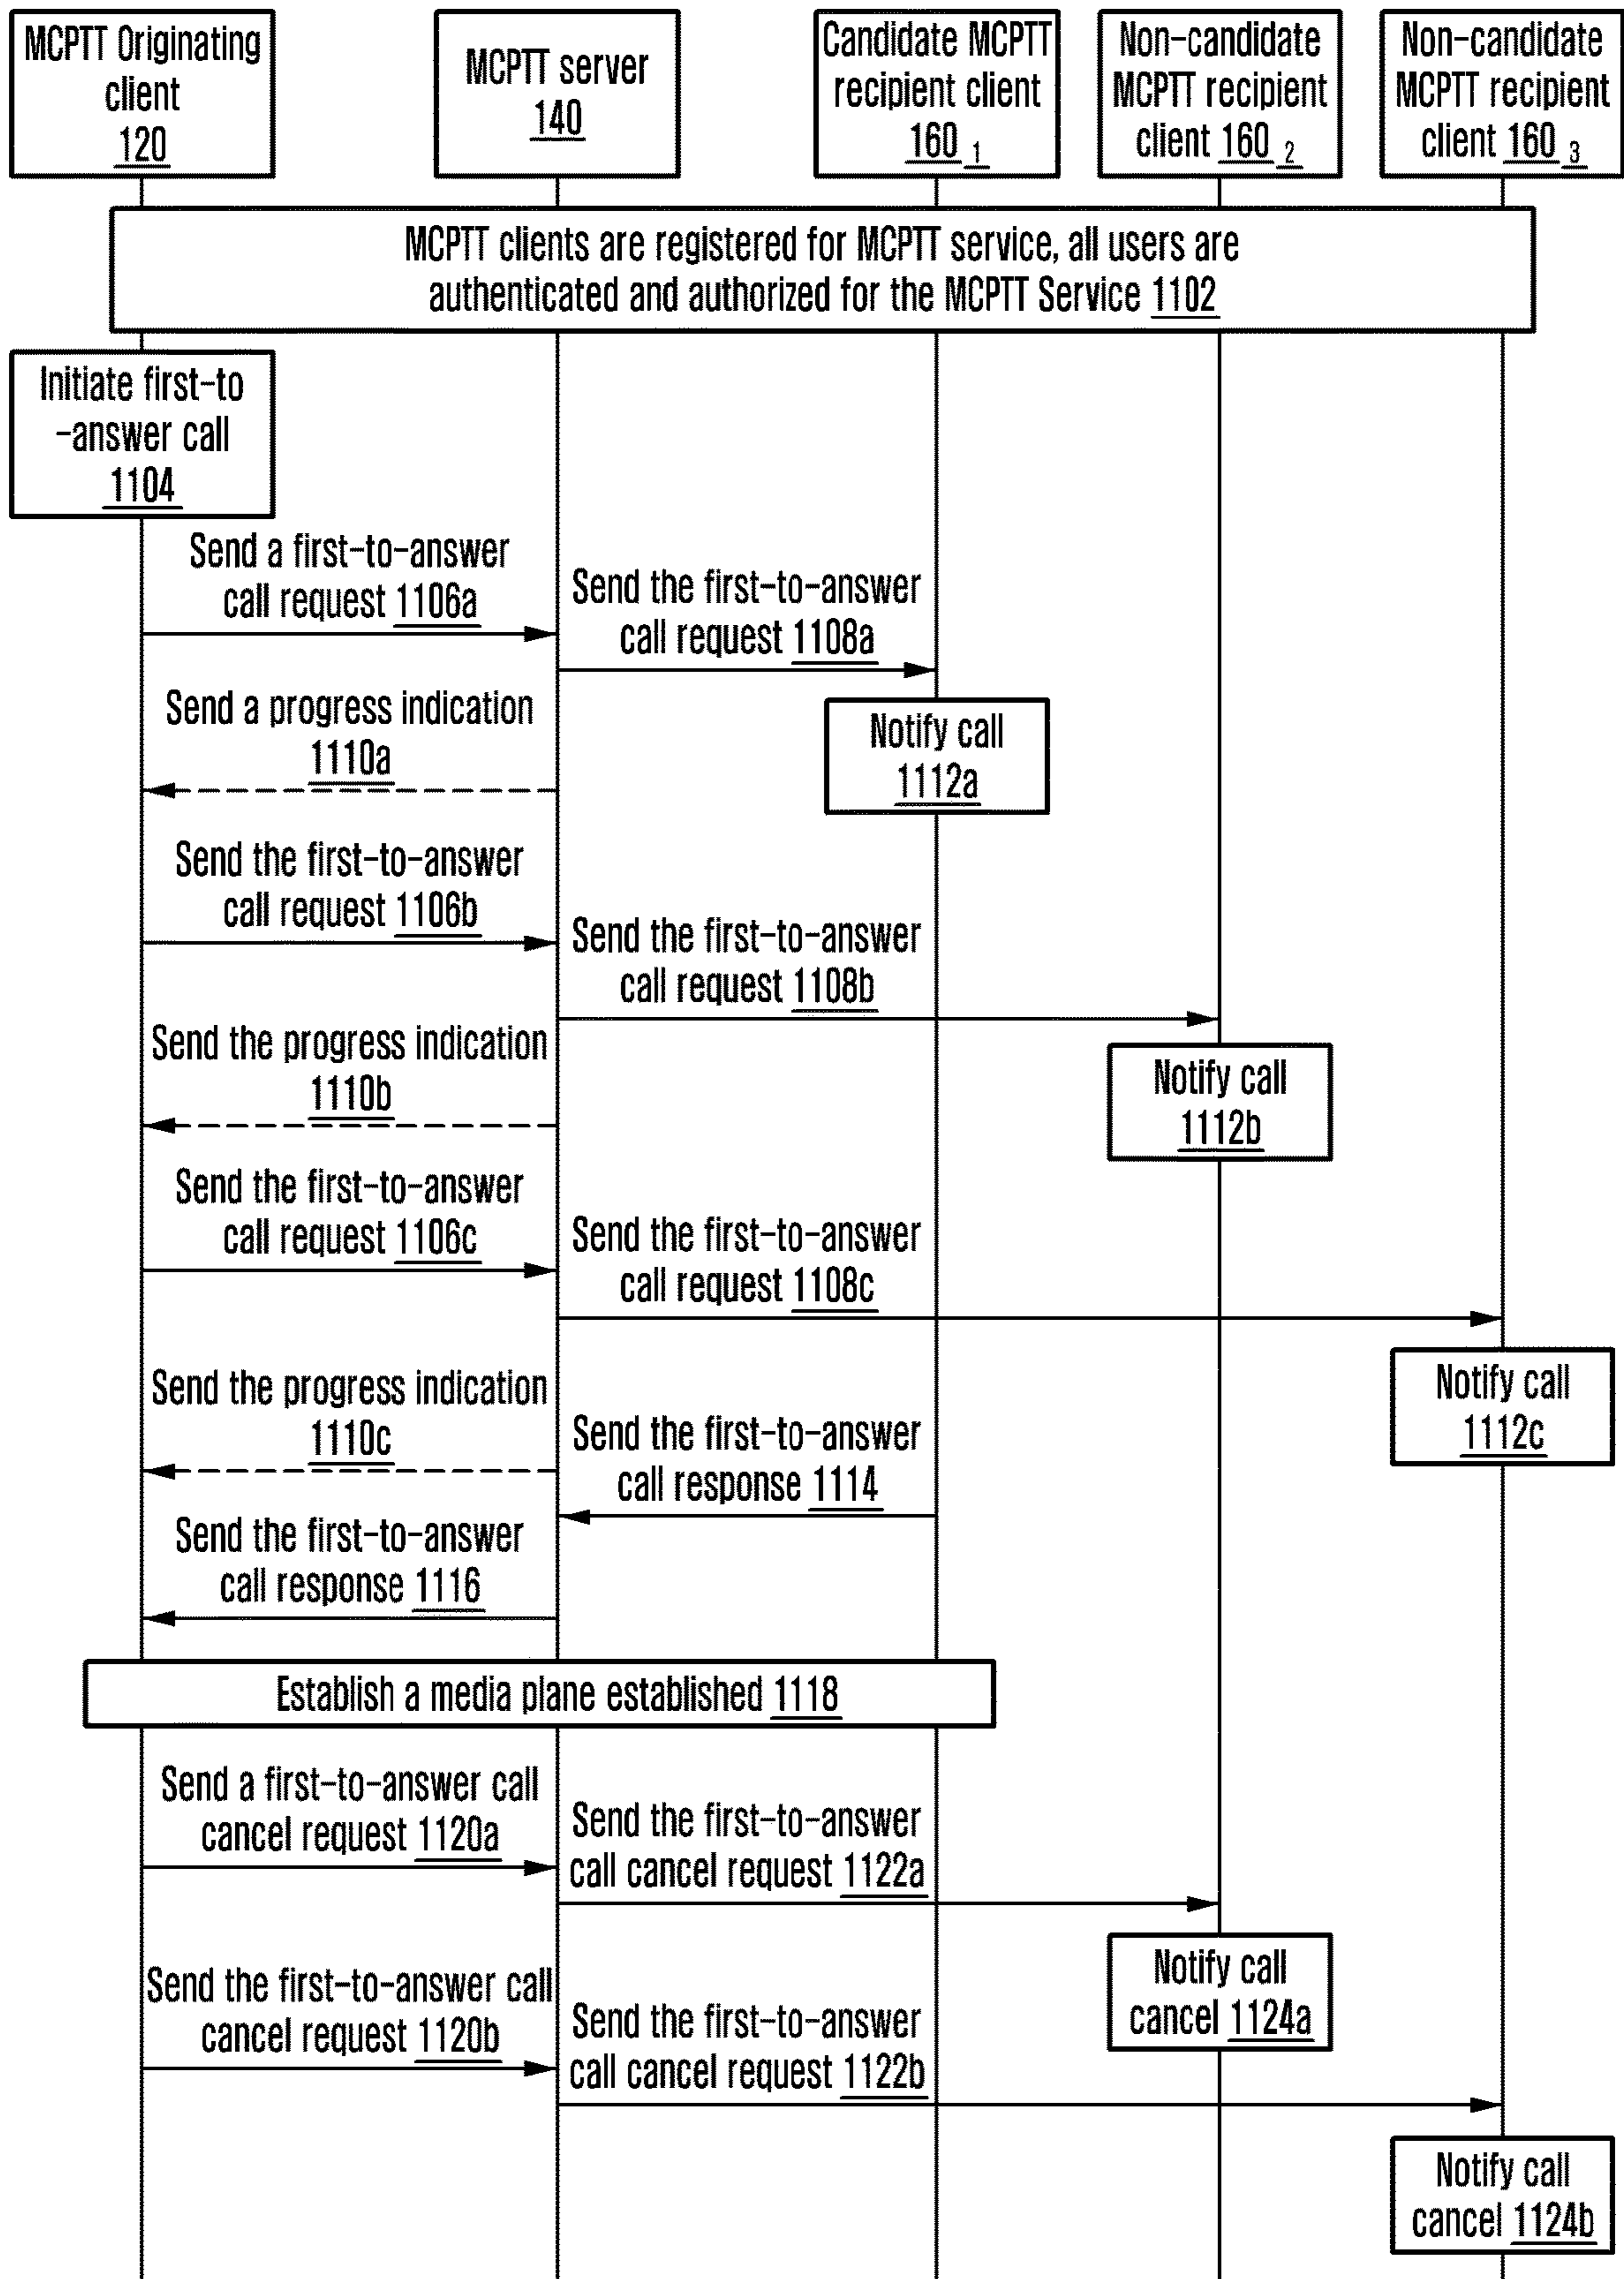 MCPTT Originating
client
120
MCPTT server
140
Candidate MCPTT
recipient client
160 1
Non-candidate
MCPTT recipient
client 160 2
Non-candidate
MCPTT recipient
client 160 3
MCPTT clients are registered for MCPTT service, all users are
authenticated and authorized for the MCPTT Service 1102
Initiate first-to
-answer call
1104
Send a first-to-answer
call request 1106a
Send the first-to-answer
call request 1108a
Send a progress indication
1110a
Notify call
1112a
Send the first-to-answer
call request 1106b
Send the first-to-answer
call request 1108b
Send the progress indication
1110b
Notify call
1112b
Send the first-to-answer
call request 1106c
Send the first-to-answer
call request 1108c
Send the progress indication
1110c
Notify call
1112c
Send the first-to-answer
call response 1114
Send the first-to-answer
call response 1116
Establish a media plane established 1118
Send a first-to-answer call
cancel request 1120a
Send the first-to-answer
call cancel request 1122a
Notify call
cancel 1124a
Send the first-to-answer call
cancel request 1120b
Send the first-to-answer
call cancel request 1122b
Notify call
cancel 1124b